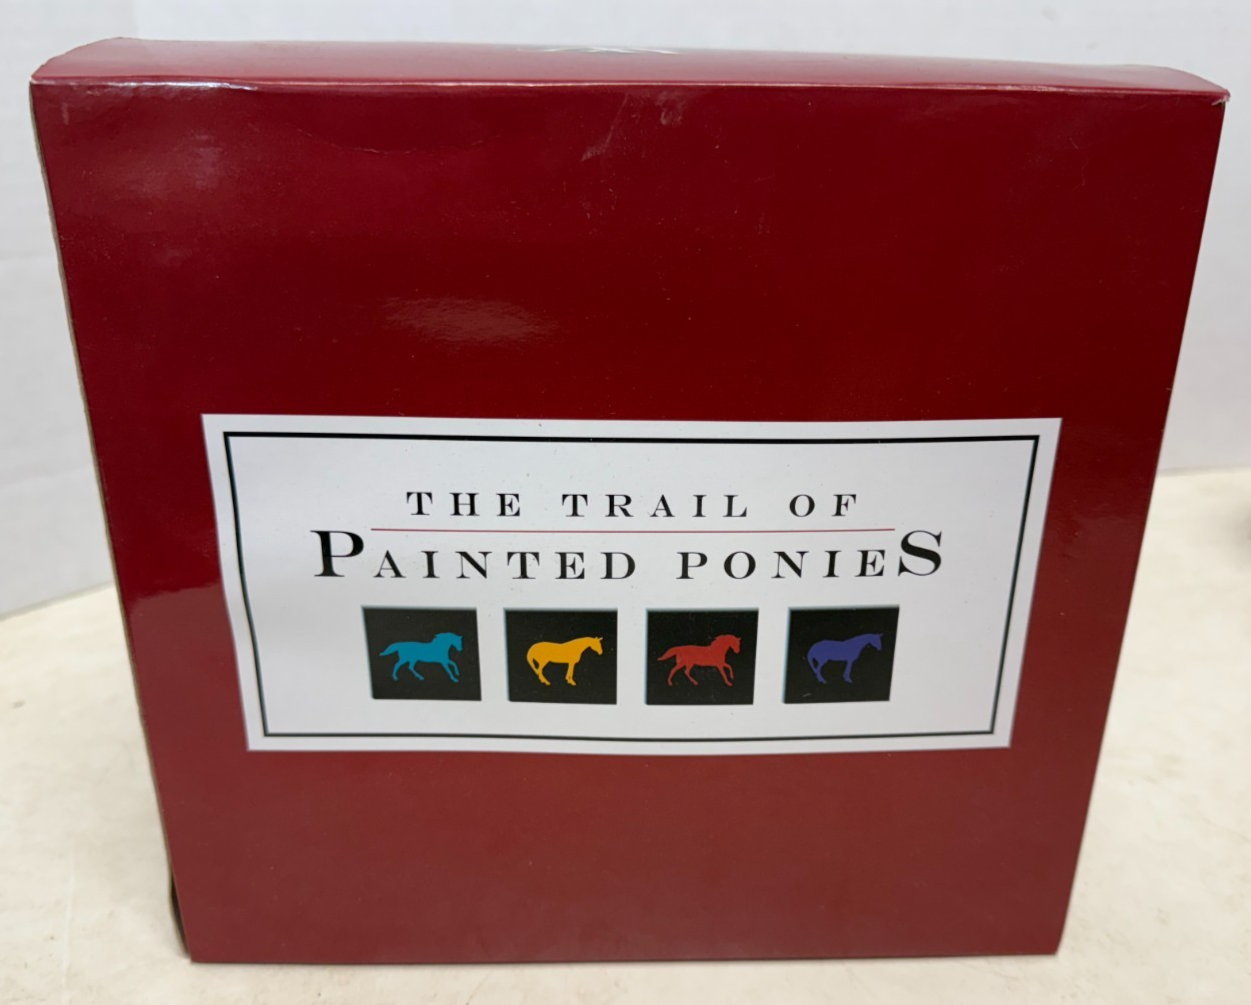 THE TRAIL OF
PAINTED PONIES